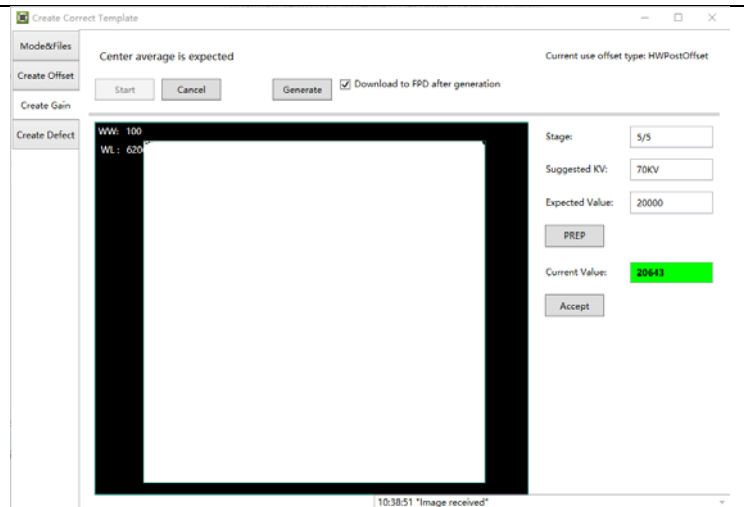 Create Correct Template
Mode&Files
Create Offset
Create Gain
Create Defect
Center average is expected
Current use offset type: HWPostOffset
Start
Cancel
Generate
Download to FPD after generation
WW: 100
WL: 620
Stage:
5/5
Suggested KV:
70KV
Expected Value:
20000
PREP
Current Value:
20643
Accept
10:38:51 "Image received"